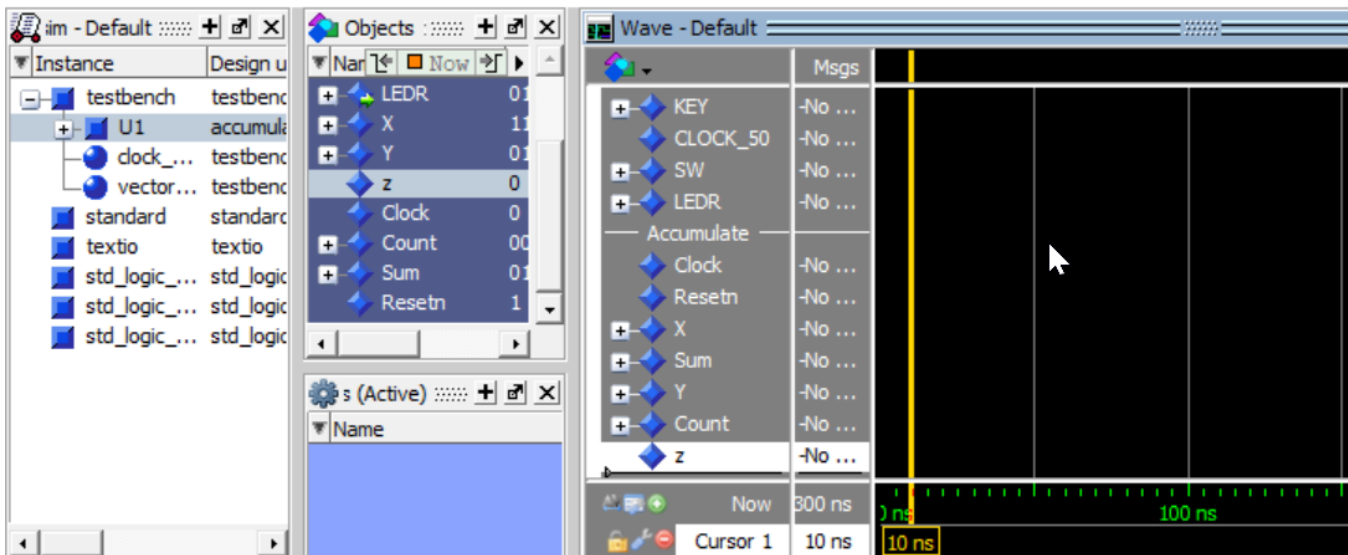 sim - Default
Instance Design u
testbench testbenc
U1 accumula
clock_... testbenc
vector... testbenc
standard standard
textio textio
std_logic_... std_logic
std_logic_... std_logic
std_logic_... std_logic
Objects
Nar Now
LEDR 01
X 11
Y 01
z 0
Clock 0
Count 00
Sum 01
Resetn 1
s (Active)
Name
Wave - Default
Msgs
KEY -No ...
CLOCK_50 -No ...
SW -No ...
LEDR -No ...
Accumulate
Clock -No ...
Resetn -No ...
X -No ...
Sum -No ...
Y -No ...
Count -No ...
z -No ...
Now 300 ns
Cursor 1 10 ns
ns 100 ns
10 ns